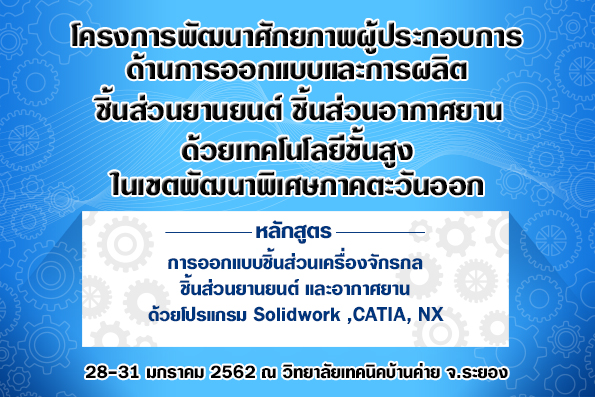 โครงการพัฒนาศักยภาพผู้ประกอบการ
ด้านการออกแบบและการผลิต
ชิ้นส่วนยานยนต์ ชิ้นส่วนอากาศยาน
ด้วยเทคโนโลยีขั้นสูง
ในเขตพัฒนาพิเศษภาคตะวันออก
หลักสูตร
การออกแบบชิ้นส่วนเครื่องจักรกล
ชิ้นส่วนยานยนต์ และอากาศยาน
ด้วยโปรแกรม Solidwork ,CATIA, NX
28-31 มกราคม 2562 ณ วิทยาลัยเทคนิคบ้านค่าย จ.ระยอง